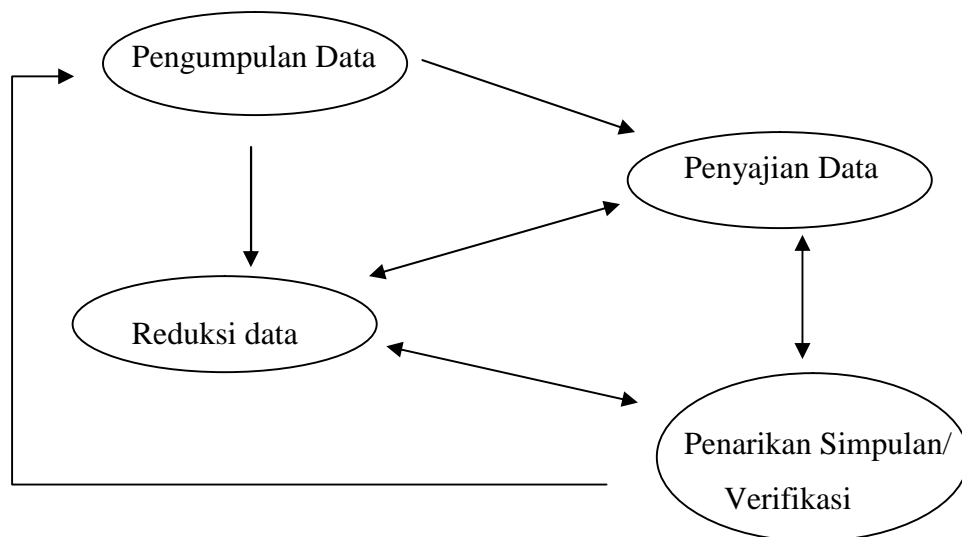 Pengumpulan Data
Penyajian Data
Reduksi data
Penarikan Simpulan/
Verifikasi